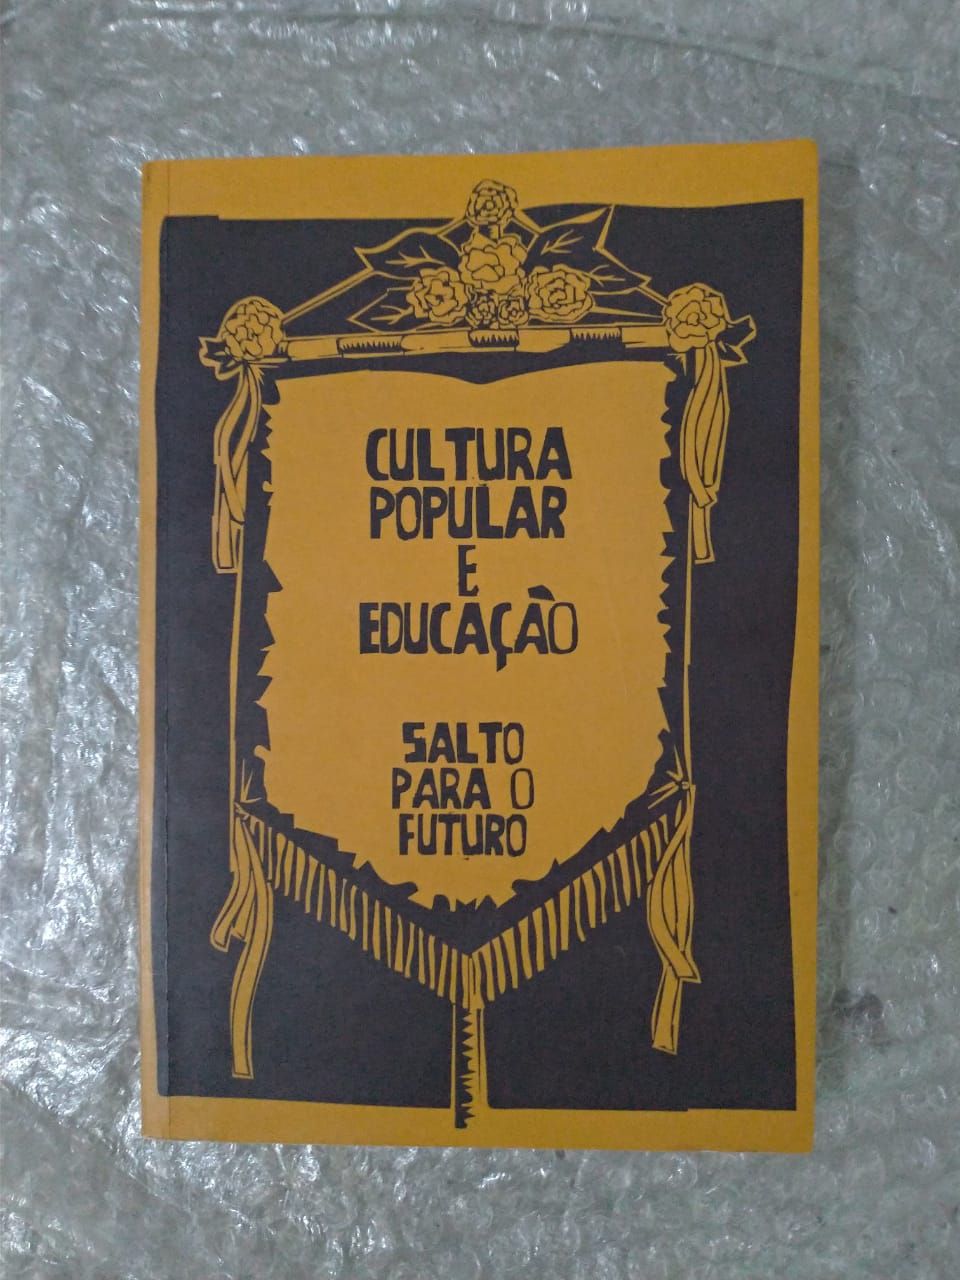 CULTURA
POPULAR
E
EDUCAÇÃO
SALTO
PARA O
FUTURO